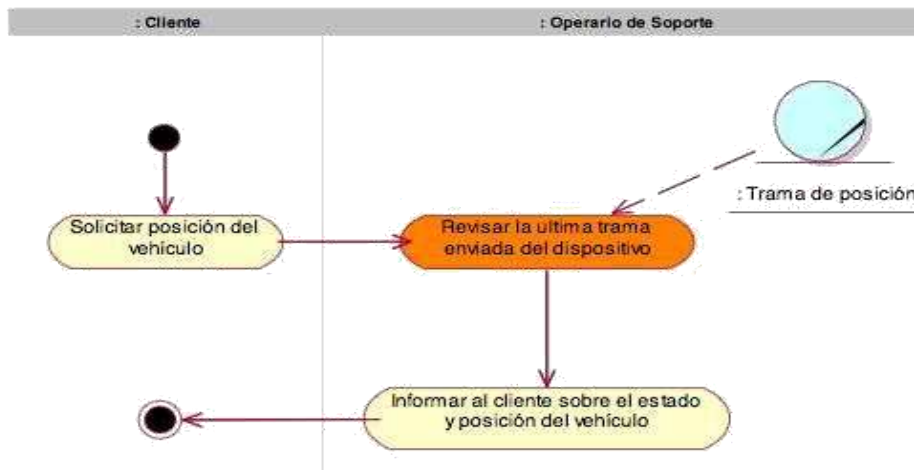 : Cliente
: Operario de Soporte
: Trama de posición
Solicitar posición del
vehículo
Revisar la ultima trama
enviada del dispositivo
Informar al cliente sobre el estado
y posición del vehículo